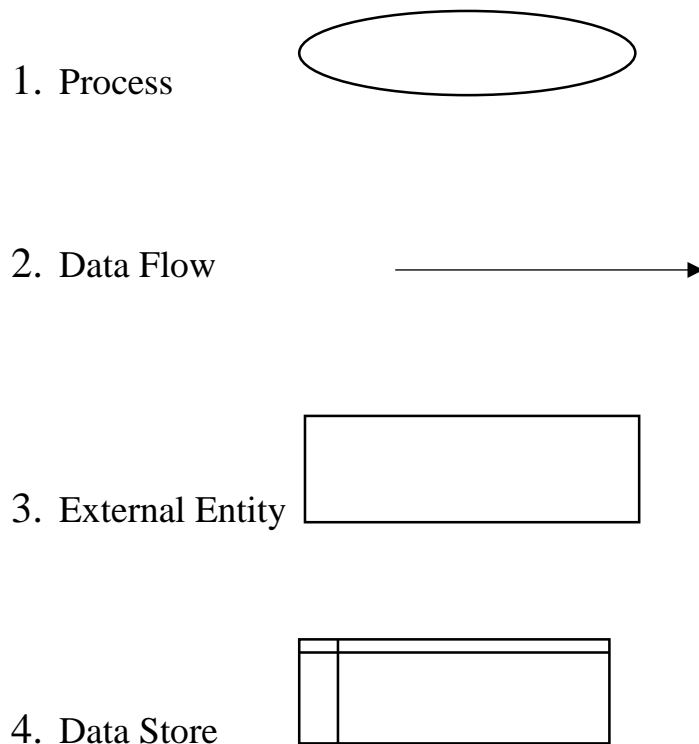 1. Process
2. Data Flow
3. External Entity
4. Data Store